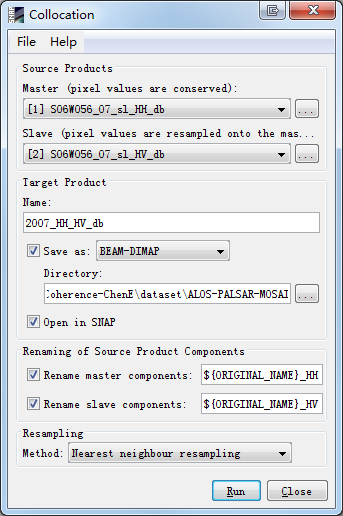 Collocation
File Help
Source Products
Master (pixel values are conserved):
[1] S06W056_07_sl_HH_db
...
Slave (pixel values are resampled onto the mas...
[2] S06W056_07_sl_HV_db
...
Target Product
Name:
2007_HH_HV_db
Save as: BEAM-DIMAP
Directory:
Coherence-ChenE\dataset\ALOS-PALSAR-MOSAI
...
Open in SNAP
Renaming of Source Product Components
Rename master components: ${ORIGINAL_NAME}_HH
Rename slave components: ${ORIGINAL_NAME}_HV
Resampling
Method: Nearest neighbour resampling
Run Close